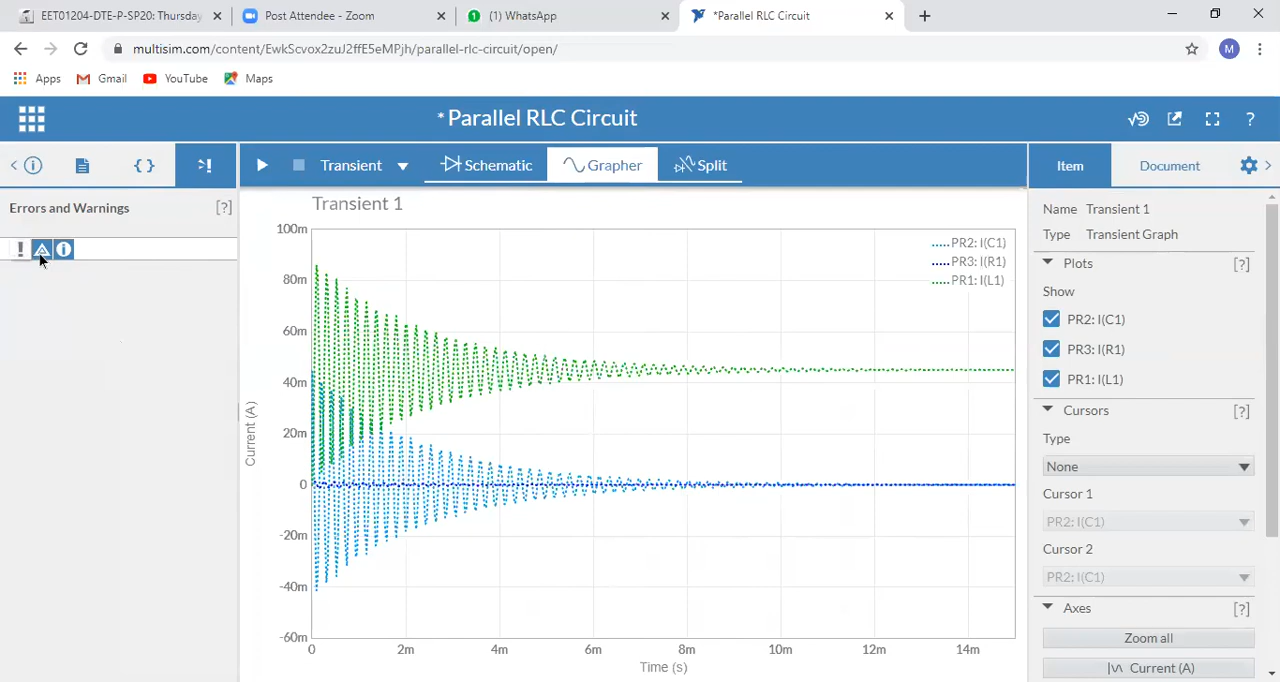 EET01204-DTE-P-SP20: Thursday
Post Attendee - Zoom
(1) WhatsApp
*Parallel RLC Circuit
multisim.com/content/EwkScvox2zuJ2ffE5eMPjh/parallel-rlc-circuit/open/
M
Apps
Gmail
YouTube
Maps
*Parallel RLC Circuit
?
Transient
Schematic
Grapher
Split
Item
Document
Errors and Warnings
[?]
Transient 1
Name Transient 1
Type Transient Graph
Plots
[?]
Show
PR2: I(C1)
PR3: I(R1)
PR1: I(L1)
Cursors
[?]
Type
None
Cursor 1
PR2: I(C1)
Cursor 2
PR2: I(C1)
Axes
[?]
Zoom all
Current (A)
PR2: I(C1)
PR3: I(R1)
PR1: I(L1)
100m
80m
60m
40m
20m
0
-20m
-40m
-60m
Current (A)
0
2m
4m
6m
8m
10m
12m
14m
Time (s)